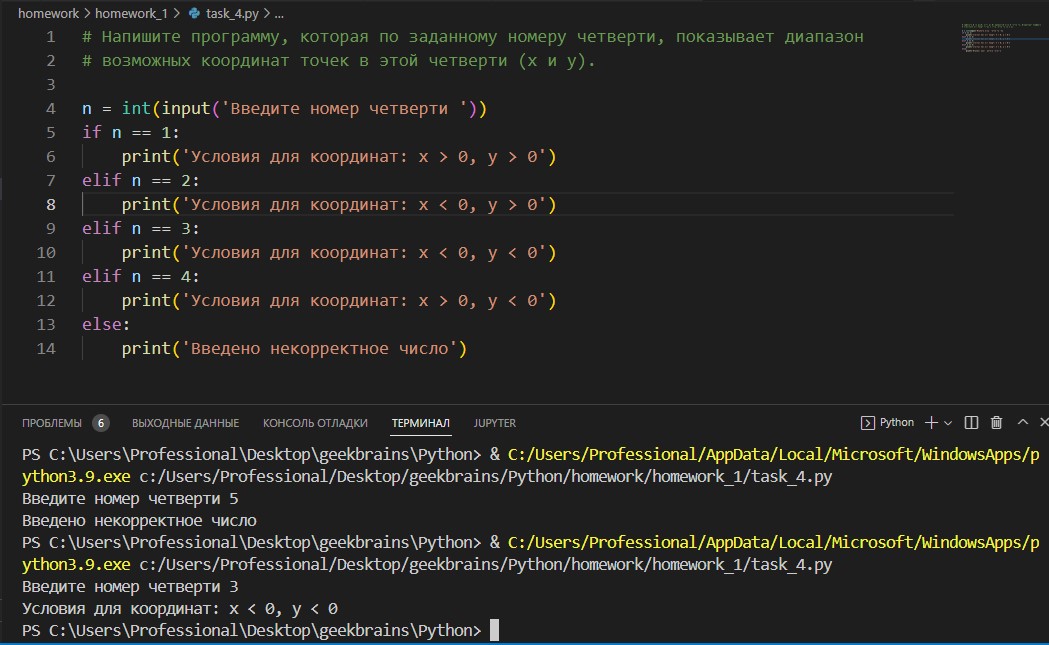 homework > homework_1 > task_4.py > ...
1 # Напишите программу, которая по заданному номеру четверти, показывает диапазон
2 # возможных координат точек в этой четверти (x и y).
3
4 n = int(input('Введите номер четверти '))
5 if n == 1:
6     print('Условия для координат: x > 0, y > 0')
7 elif n == 2:
8     print('Условия для координат: x < 0, y > 0')
9 elif n == 3:
10     print('Условия для координат: x < 0, y < 0')
11 elif n == 4:
12     print('Условия для координат: x > 0, y < 0')
13 else:
14     print('Введено некорректное число')
ПРОБЛЕМЫ 6 ВЫХОДНЫЕ ДАННЫЕ КОНСОЛЬ ОТЛАДКИ ТЕРМИНАЛ JUPYTER Python
PS C:\Users\Professional\Desktop\geekbrains\Python> & C:/Users/Professional/AppData/Local/Microsoft/WindowsApps/p
ython3.9.exe c:/Users/Professional/Desktop/geekbrains/Python/homework/homework_1/task_4.py
Введите номер четверти 5
Введено некорректное число
PS C:\Users\Professional\Desktop\geekbrains\Python> & C:/Users/Professional/AppData/Local/Microsoft/WindowsApps/p
ython3.9.exe c:/Users/Professional/Desktop/geekbrains/Python/homework/homework_1/task_4.py
Введите номер четверти 3
Условия для координат: x < 0, y < 0
PS C:\Users\Professional\Desktop\geekbrains\Python>